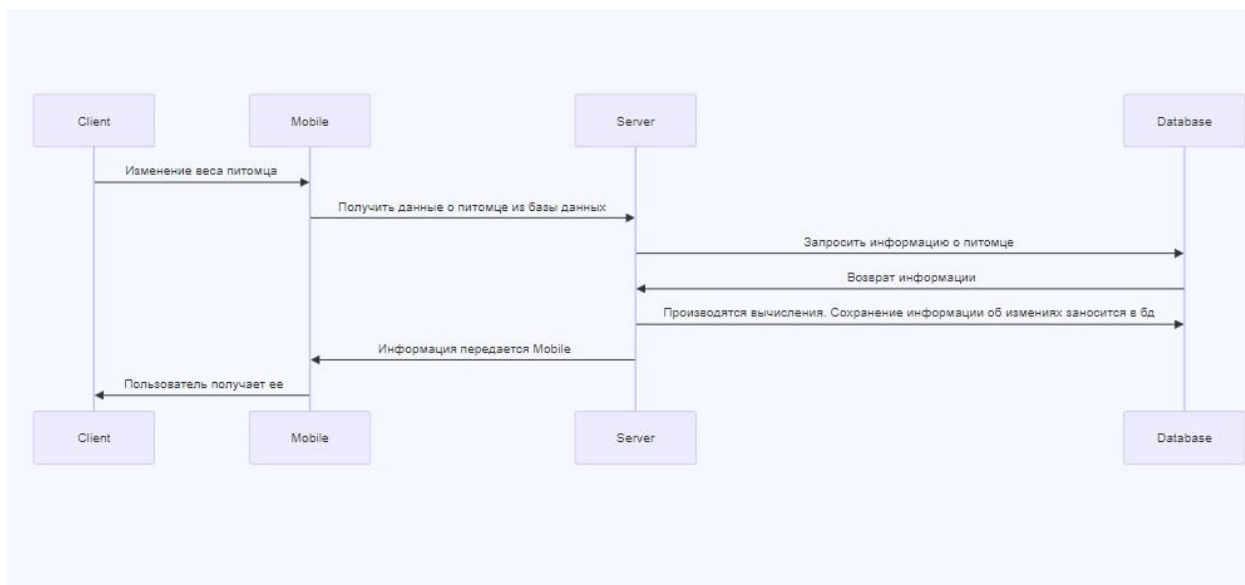 Client Mobile Server Database
Изменение веса питомца
Получить данные о питомце из базы данных
Запросить информацию о питомце
Возврат информации
Производятся вычисления. Сохранение информации об измениях заносится в бд
Информация передается Mobile
Пользователь получает ее
Client Mobile Server Database